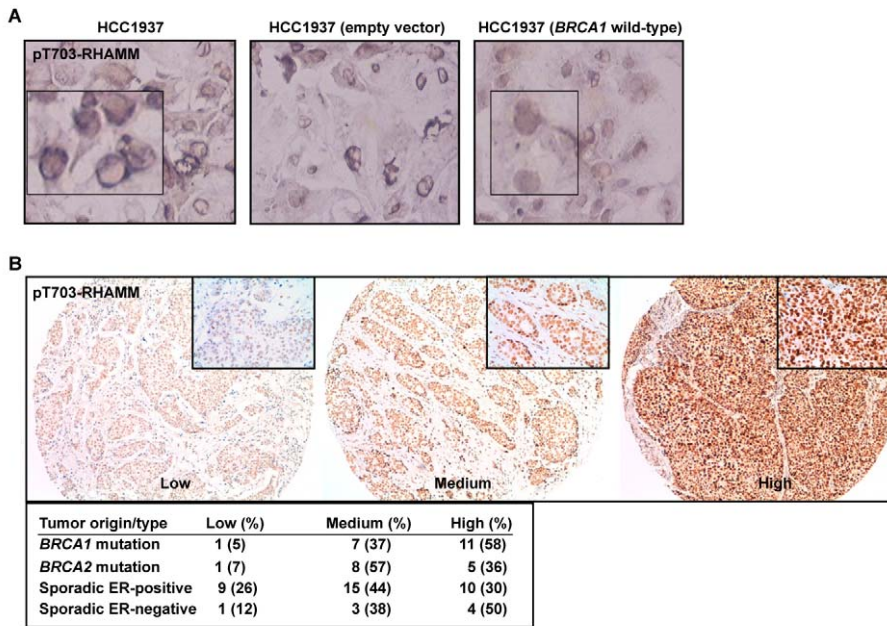 A
HCC1937
HCC1937 (empty vector)
HCC1937 (BRCA1 wild-type)
pT703-RHAMM
B
pT703-RHAMM
Low
Medium
High
Tumor origin/type Low (%) Medium (%) High (%)
BRCA1 mutation 1 (5) 7 (37) 11 (58)
BRCA2 mutation 1 (7) 8 (57) 5 (36)
Sporadic ER-positive 9 (26) 15 (44) 10 (30)
Sporadic ER-negative 1 (12) 3 (38) 4 (50)